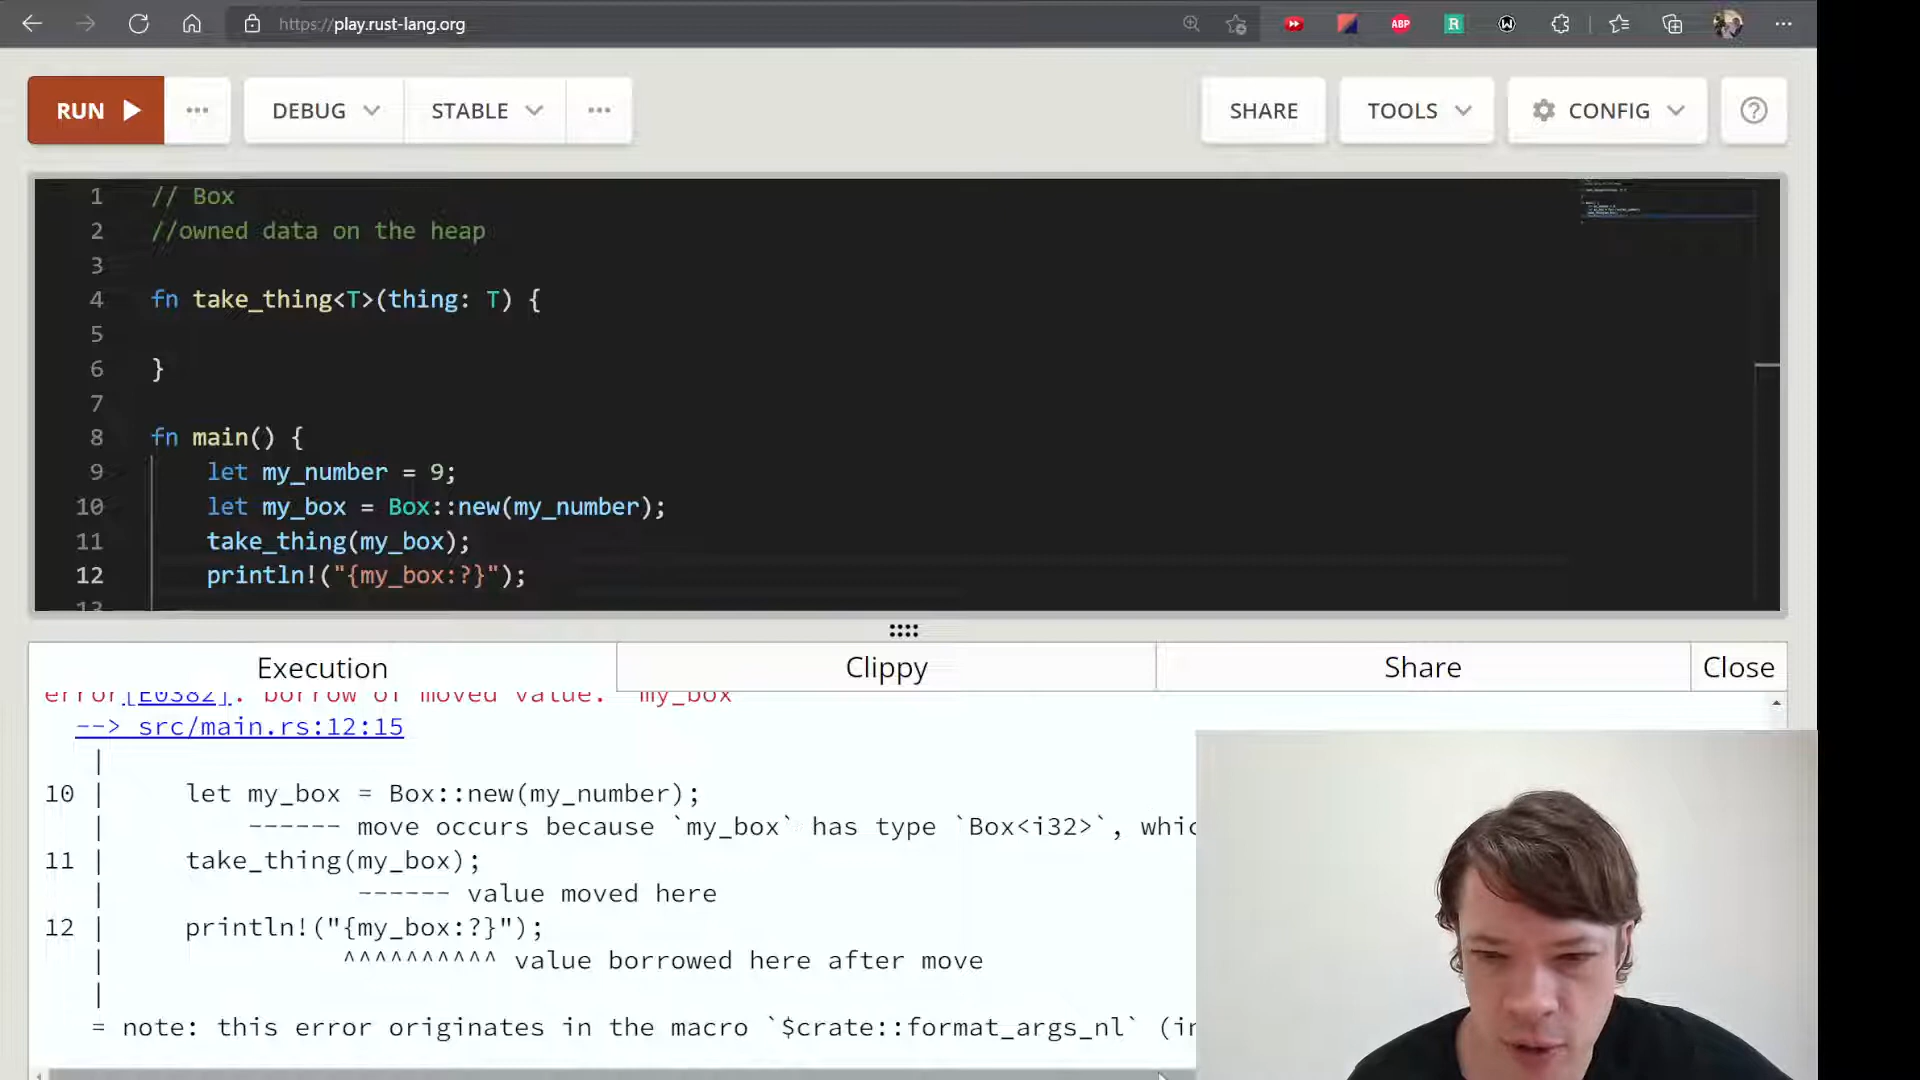 https://play.rust-lang.org
ABP
R
W
RUN
DEBUG
STABLE
SHARE
TOOLS
CONFIG
1 // Box
2 //owned data on the heap
3
4 fn take_thing<T>(thing: T) {
5
6 }
7
8 fn main() {
9 let my_number = 9;
10 let my_box = Box::new(my_number);
11 take_thing(my_box);
12 println!("{my_box:?}");
13
Execution
Clippy
Share
Close
error[E0382]: borrow of moved value: `my_box`
--> src/main.rs:12:15
|
10 | let my_box = Box::new(my_number);
| ------ move occurs because `my_box` has type `Box<i32>`, whic
11 | take_thing(my_box);
| ------ value moved here
12 | println!("{my_box:?}");
| ^^^^^^^^^^ value borrowed here after move
|
= note: this error originates in the macro `$crate::format_args_nl` (in